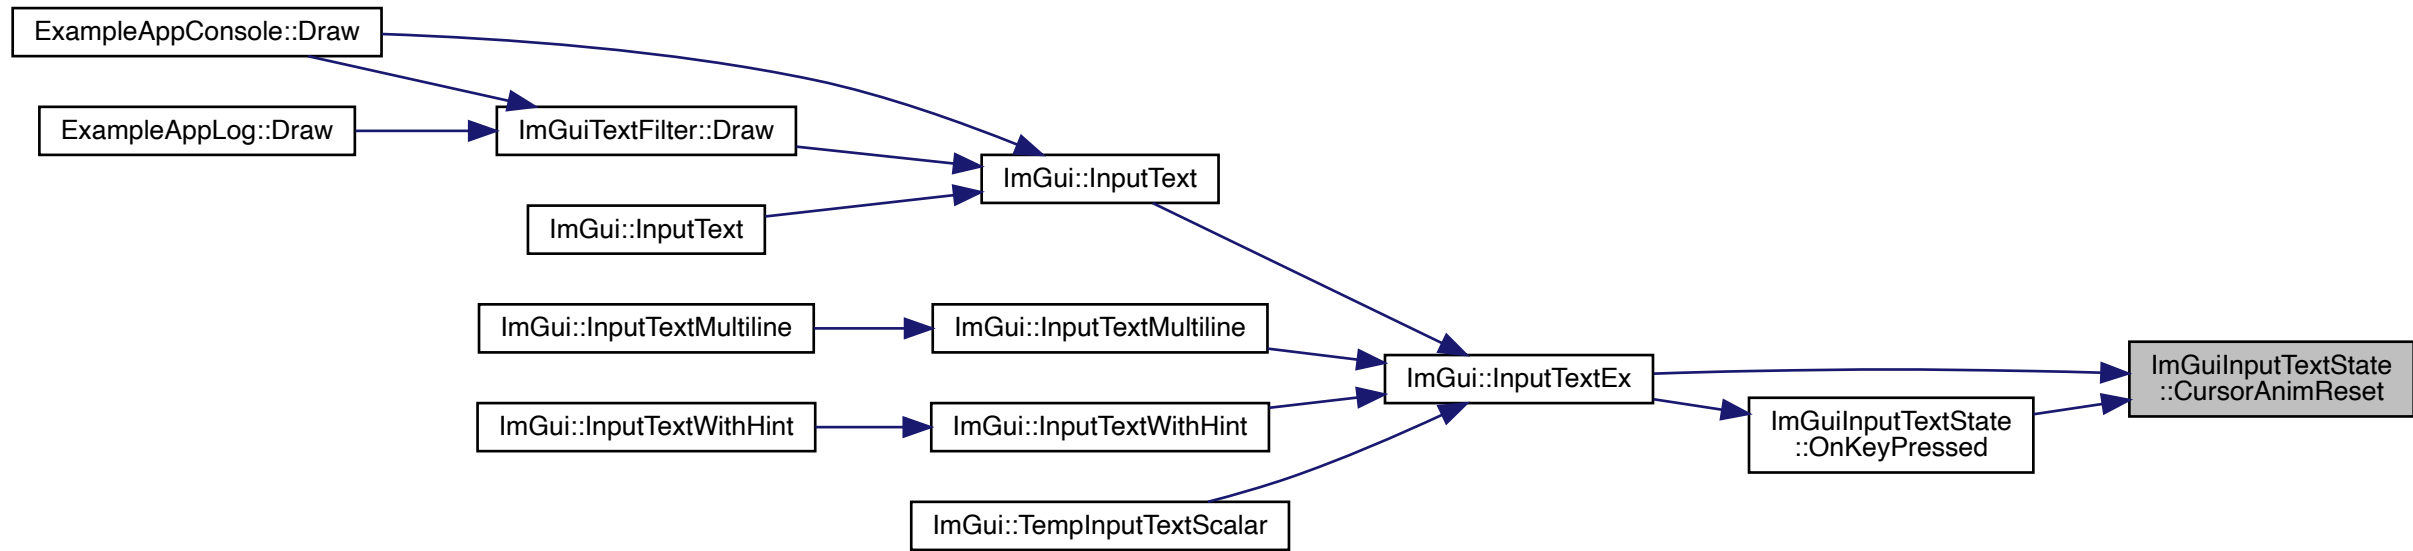 ExampleAppConsole::Draw
ExampleAppLog::Draw
ImGuiTextFilter::Draw
ImGui::InputText
ImGui::InputText
ImGui::InputTextMultiline
ImGui::InputTextMultiline
ImGui::InputTextEx
ImGuiInputTextState
::CursorAnimReset
ImGui::InputTextWithHint
ImGui::InputTextWithHint
ImGuiInputTextState
::OnKeyPressed
ImGui::TempInputTextScalar